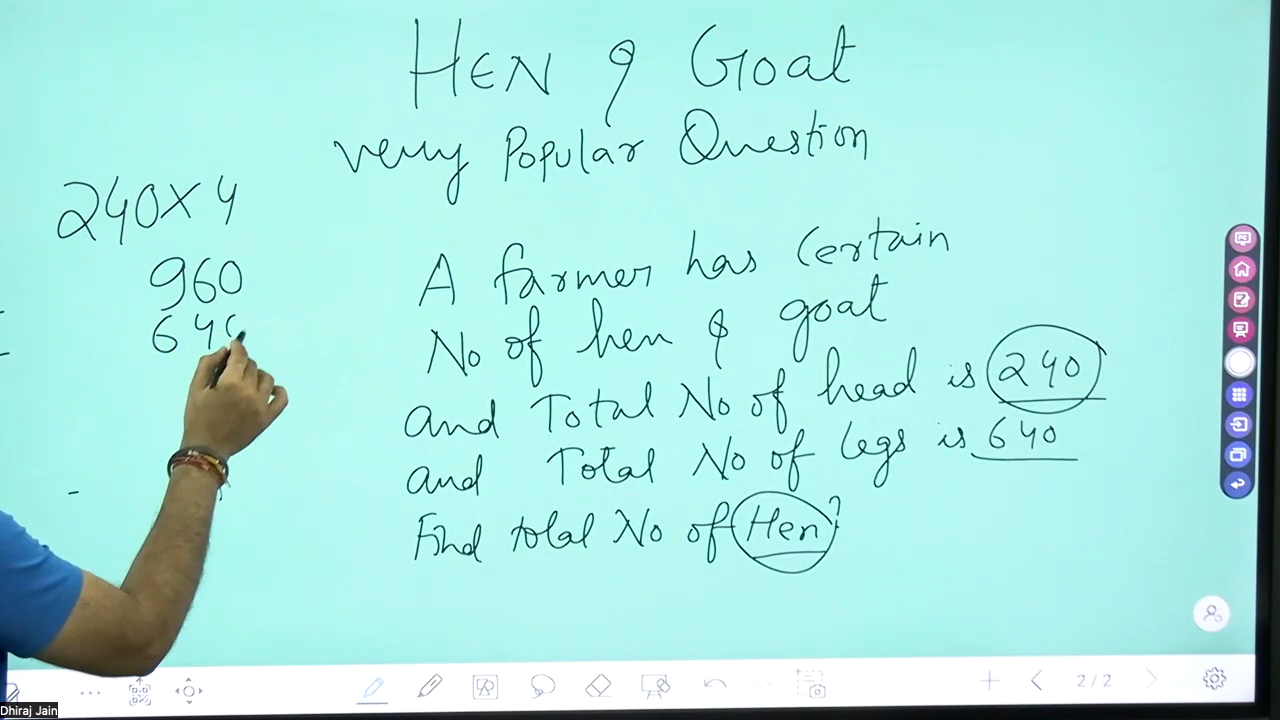 HEN & Goat
very Popular Question
240×4
960
640
A farmer has certain
No of hen & goat
and Total No of head is 240
and Total No of legs is 640
Find total No of Hen?
2/2
Dhiraj Jain